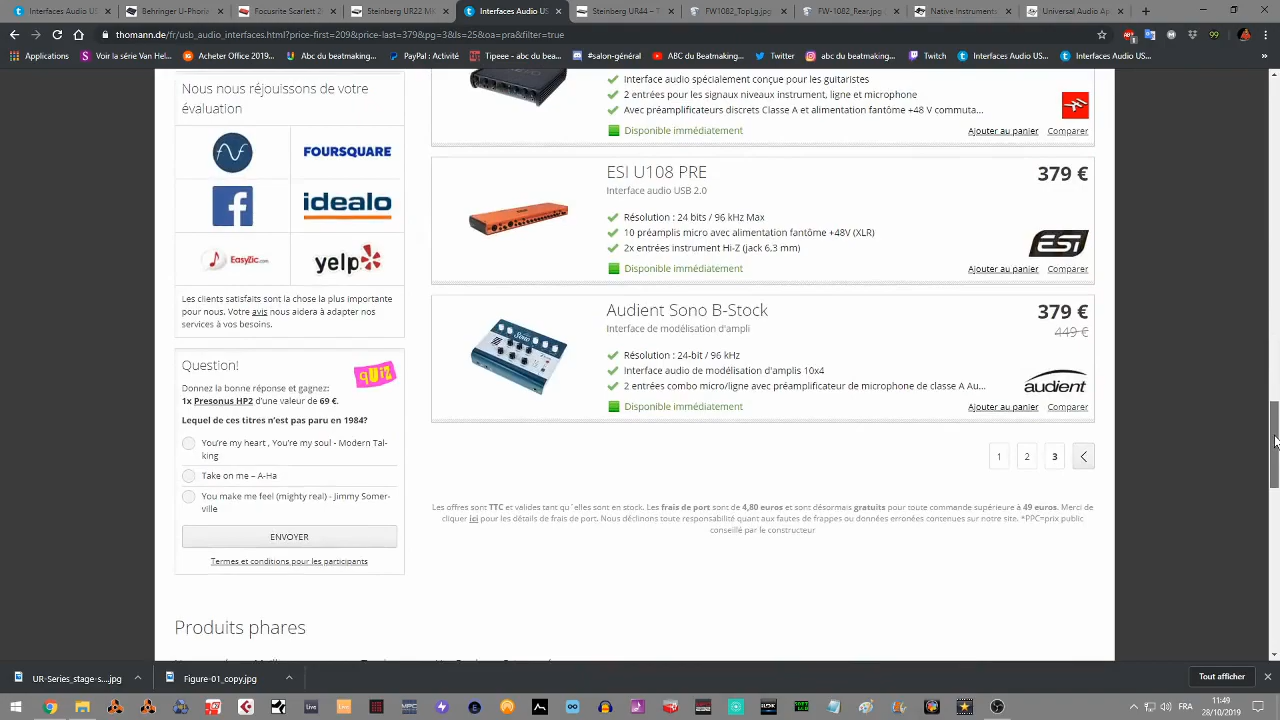 Interfaces Audio US
Behringer U-Phorie
Focusrite Scarlett 2i
Steinberg UR22 M
Interfaces Audio US
Steinberg UR44 – T
FW1082_TopLg.jpg
FW-1082_Rear.jpg
Native Instruments
Universal Audio Ap
thomann.de/fr/usb_audio_interfaces.html?price-first=209&price-last=379&pg=3&ls=25&oa=pra&filter=true
Applications
Voir la série Van Hel...
Acheter Office 2019...
Abc du beatmaking...
Tipeee - abc du bea...
#salon-général
ABC du Beatmaking...
Twitter
abc du beatmaking...
Twitch
Interfaces Audio US...
Interfaces Audio US...
Nous nous réjouissons de votre
évaluation
FOURSQUARE
idealo
EasyZic.com
yelp
Les clients satisfaits sont la chose la plus importante
pour nous. Votre avis nous aidera à adapter nos
services à vos besoins.
Question!
quiz
Donnez la bonne réponse et gagnez:
1x Presonus HP2 d'une valeur de 69 €.
Lequel de ces titres n'est pas paru en 1984?
You're my heart , You're my soul - Modern Tal-
king
Take on me – A-Ha
You make me feel (mighty real) - Jimmy Somer-
ville
ENVOYER
Termes et conditions pour les participants
Interface audio spécialement conçue pour les guitaristes
2 entrées pour les signaux niveaux instrument, ligne et microphone
Avec préamplificateurs discrets Classe A et alimentation fantôme +48 V commuta...
Disponible immédiatement
Ajouter au panier
Comparer
ESI U108 PRE
379 €
Interface audio USB 2.0
Résolution : 24 bits / 96 kHz Max
10 préamplis micro avec alimentation fantôme +48V (XLR)
2x entrées instrument Hi-Z (jack 6.3 mm)
ESI
Disponible immédiatement
Ajouter au panier
Comparer
Audient Sono B-Stock
379 €
Interface de modélisation d'ampli
449 €
Résolution : 24-bit / 96 kHz
Interface audio de modélisation d'amplis 10x4
2 entrées combo micro/ligne avec préamplificateur de microphone de classe A Au...
audient
Disponible immédiatement
Ajouter au panier
Comparer
1
2
3
Les offres sont TTC et valides tant qu´elles sont en stock. Les frais de port sont de 4,80 euros et sont désormais gratuits pour toute commande supérieure à 49 euros. Merci de
cliquer ici pour les détails de frais de port. Nous déclinons toute responsabilité quant aux fautes de frappes ou données erronées contenues sur notre site. *PPC=prix public
conseillé par le constructeur
Produits phares
UR-Series_stage-s....jpg
Figure-01_copy.jpg
Tout afficher
Live
MPC
FRA
11:49
28/10/2019